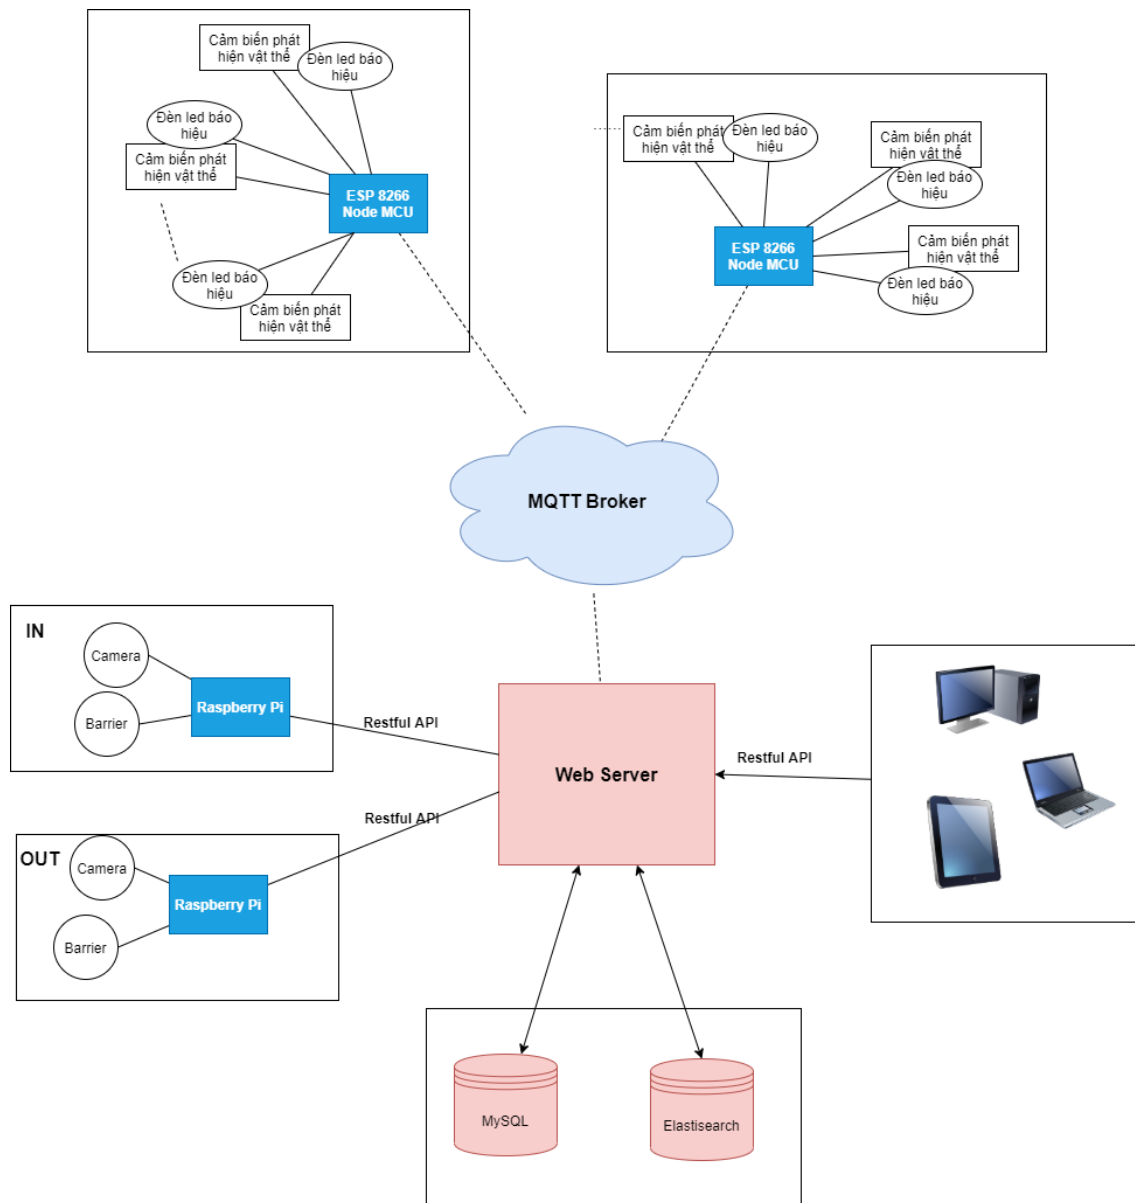 Cảm biến phát
hiện vật thể
Đèn led báo
hiệu
Đèn led báo
hiệu
Cảm biến phát
hiện vật thể
ESP 8266
Node MCU
Đèn led báo
hiệu
Cảm biến phát
hiện vật thể
Cảm biến phát
hiện vật thể
Đèn led báo
hiệu
Cảm biến phát
hiện vật thể
Đèn led báo
hiệu
ESP 8266
Node MCU
Cảm biến phát
hiện vật thể
Đèn led báo
hiệu
MQTT Broker
IN
Camera
Barrier
Raspberry Pi
Restful API
Web Server
Restful API
Restful API
OUT
Camera
Barrier
Raspberry Pi
MySQL
Elastisearch